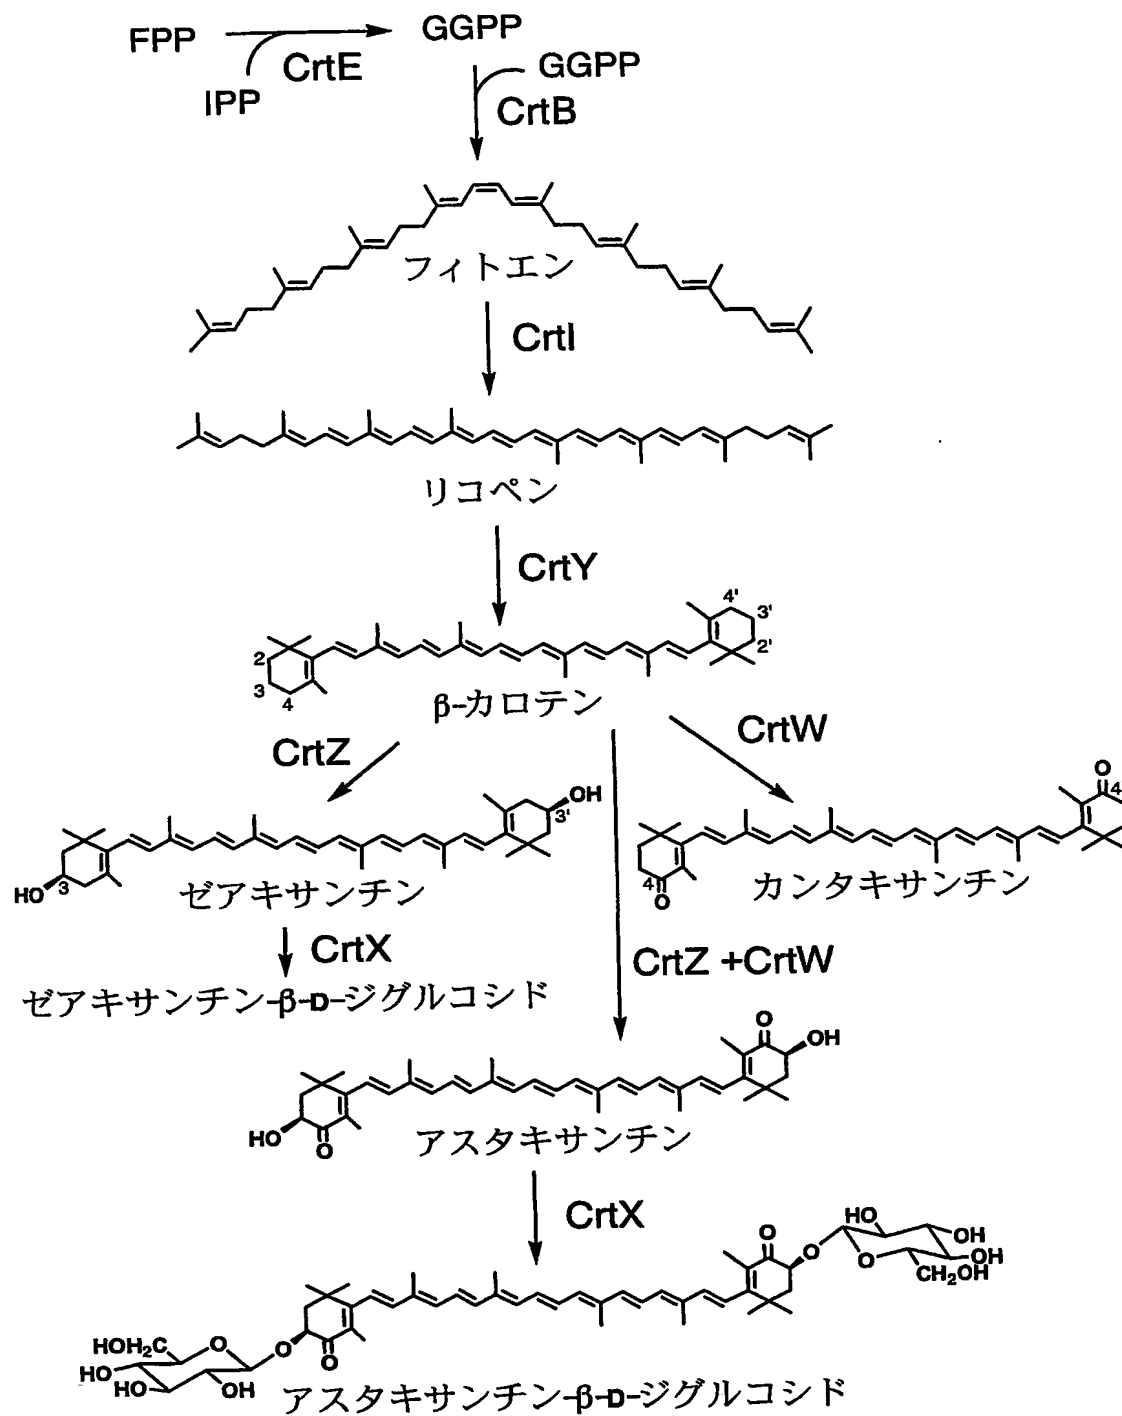 FPP
GGPP
CrtE
IPP
GGPP
CrtB
フィトエン
CrtI
リコペン
CrtY
4'
3'
2'
2
3
4
β-カロテン
CrtZ
CrtW
OH
3'
HO
3
ゼアキサンチン
O
4
4
O
カンタキサンチン
CrtX
ゼアキサンチン-β-D-ジグルコシド
CrtZ +CrtW
O
OH
HO
O
アスタキサンチン
CrtX
HO
OH
O
O
O
OH
CH₂OH
HOH₂C
O
O
O
HO
HO
OH
アスタキサンチン-β-D-ジグルコシド